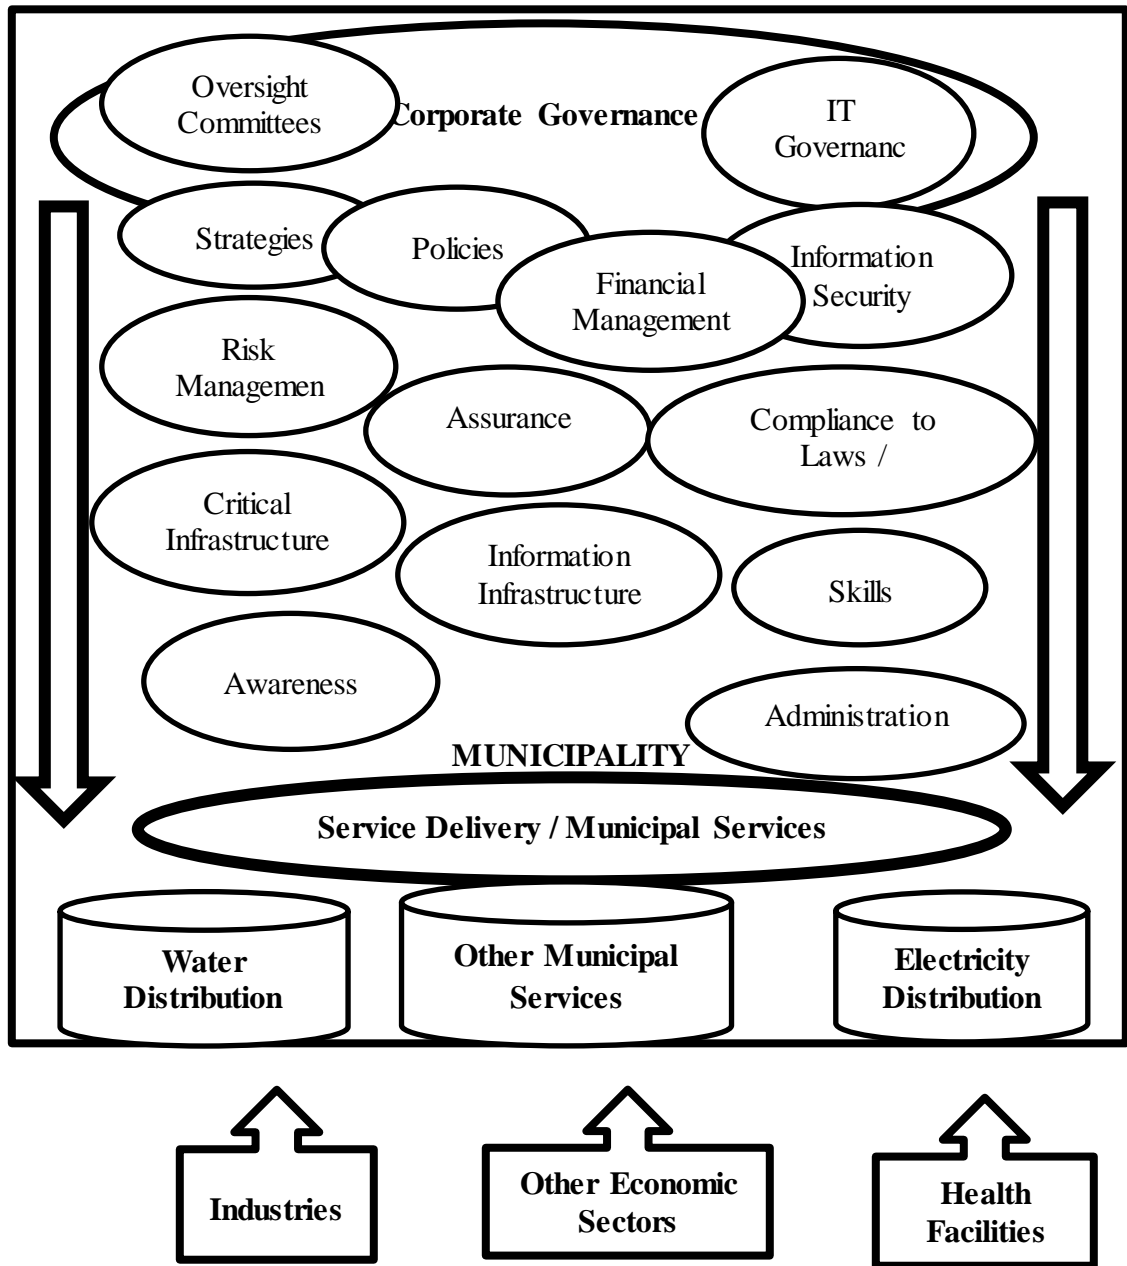 Oversight
Committees
Corporate Governance
IT
Governanc
Strategies
Policies
Financial
Management
Information
Security
Risk
Managemen
Assurance
Compliance to
Laws /
Critical
Infrastructure
Information
Infrastructure
Skills
Awareness
Administration
MUNICIPALITY
Service Delivery / Municipal Services
Water
Distribution
Other Municipal
Services
Electricity
Distribution
Industries
Other Economic
Sectors
Health
Facilities